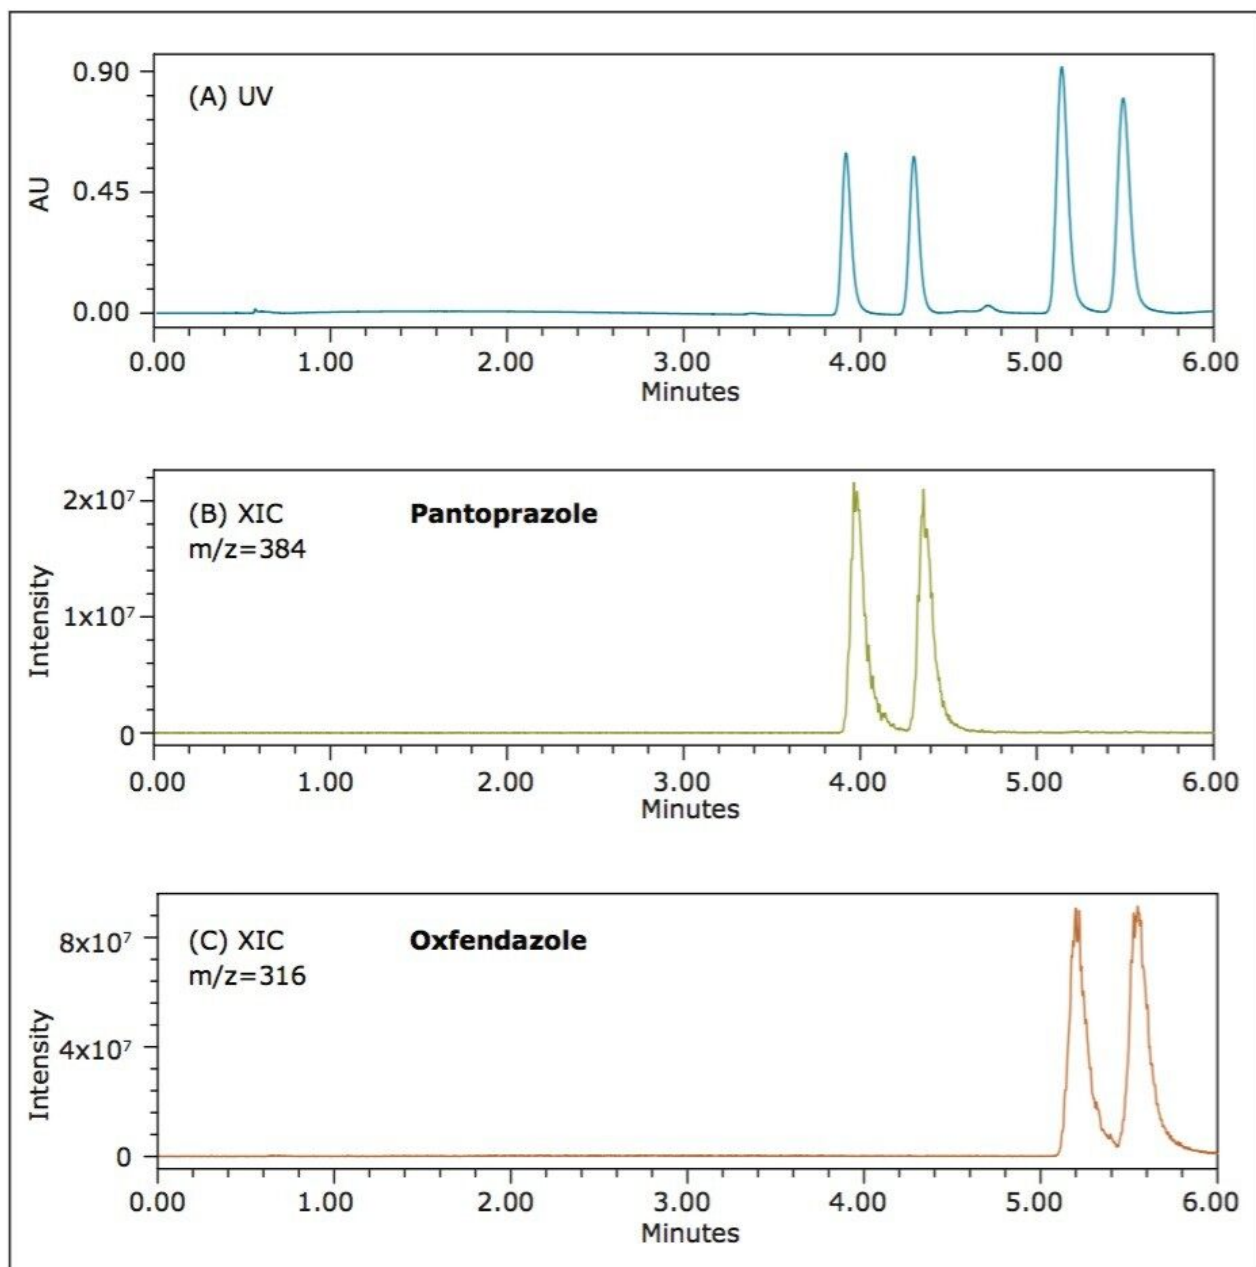 (A) UV
AU
0.90
0.45
0.00
0.00 1.00 2.00 3.00 4.00 5.00 6.00
Minutes
(B) XIC Pantoprazole
m/z=384
Intensity
2x10⁷
1x10⁷
0
0.00 1.00 2.00 3.00 4.00 5.00 6.00
Minutes
(C) XIC Oxfendazole
m/z=316
Intensity
8x10⁷
4x10⁷
0
0.00 1.00 2.00 3.00 4.00 5.00 6.00
Minutes